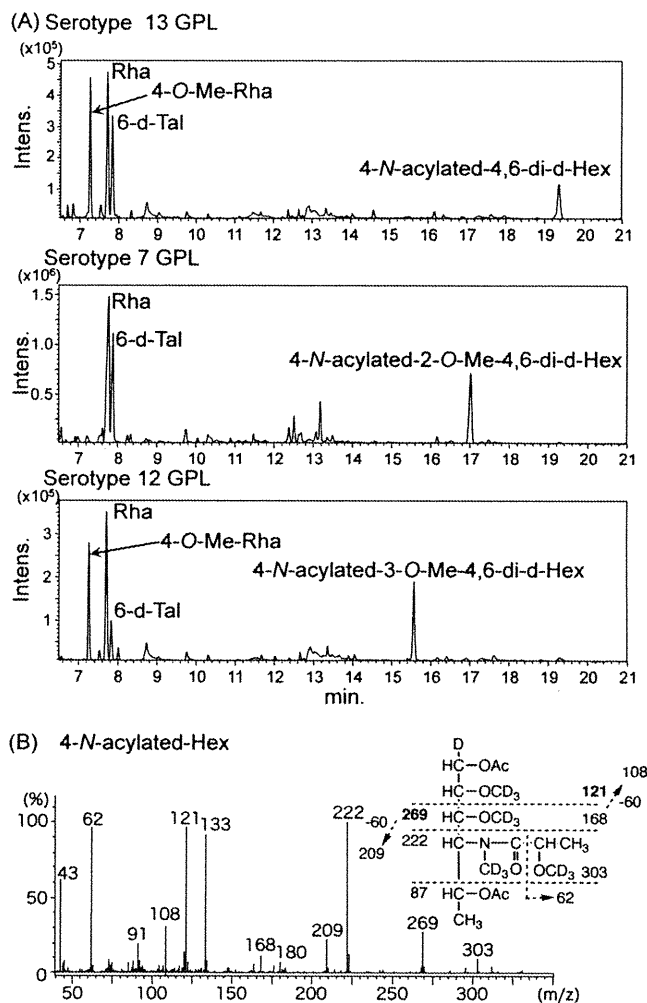 (A) Serotype 13 GPL
(x10⁵)
Intens.
5
4
3
2
1
Rha
4-O-Me-Rha
6-d-Tal
4-N-acylated-4,6-di-d-Hex
7 8 9 10 11 12 13 14 15 16 17 18 19 20 21
Serotype 7 GPL
(x10⁶)
Intens.
1.5
1.0
0.5
Rha
6-d-Tal
4-N-acylated-2-O-Me-4,6-di-d-Hex
7 8 9 10 11 12 13 14 15 16 17 18 19 20 21
Serotype 12 GPL
(x10⁵)
Intens.
3
2
1
Rha
4-O-Me-Rha
6-d-Tal
4-N-acylated-3-O-Me-4,6-di-d-Hex
7 8 9 10 11 12 13 14 15 16 17 18 19 20 21
min.
(B) 4-N-acylated-Hex
(%)
100
50
0
43
62
91
108
121
133
168
180
209
222
269
303
50 100 150 200 250 300 350 400 450 500 550 (m/z)
D
HC–OAc
HC–OCD₃
HC–OCD₃
HC–N–C–CH–CH₃
CD₃ O OCD₃
HC–OAc
CH₃
108
121
-60
168
269
-60
209
222
303
87
62